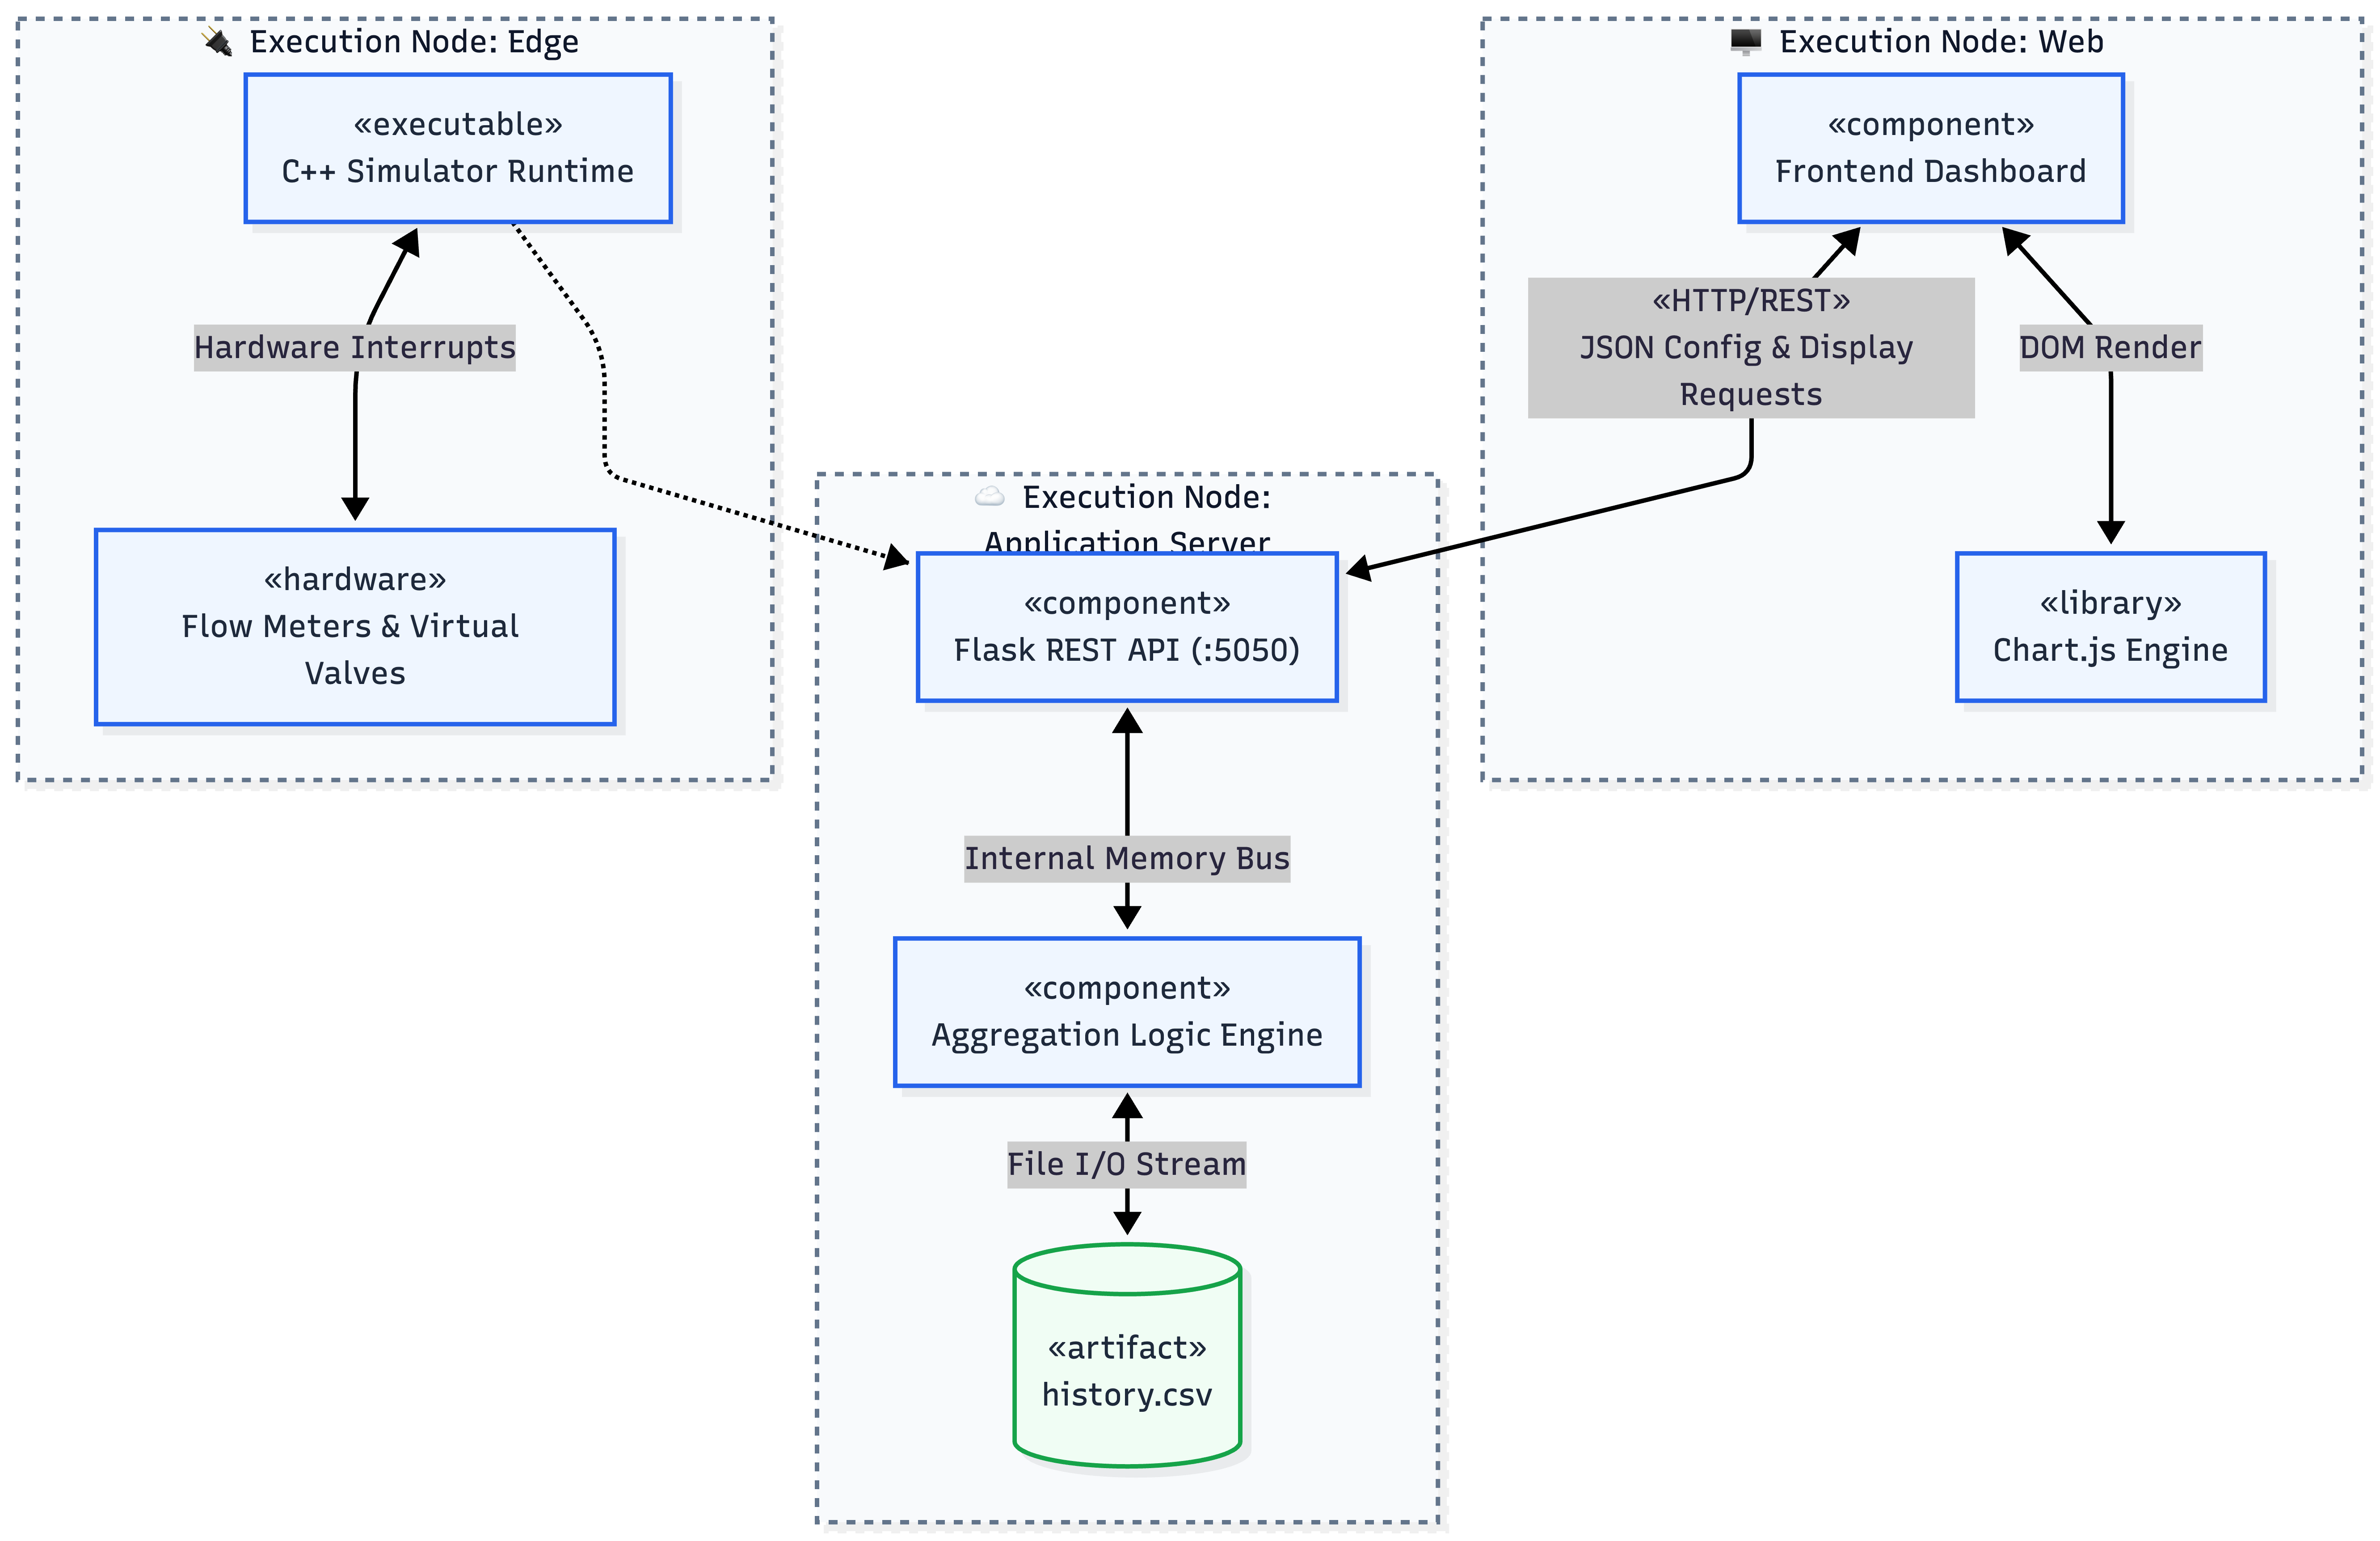 Execution Node: Edge
«executable»
C++ Simulator Runtime
Hardware Interrupts
«hardware»
Flow Meters & Virtual
Valves
Execution Node: Web
«component»
Frontend Dashboard
«HTTP/REST»
JSON Config & Display
Requests
DOM Render
«library»
Chart.js Engine
Execution Node:
Application Server
«component»
Flask REST API (:5050)
Internal Memory Bus
«component»
Aggregation Logic Engine
File I/O Stream
«artifact»
history.csv